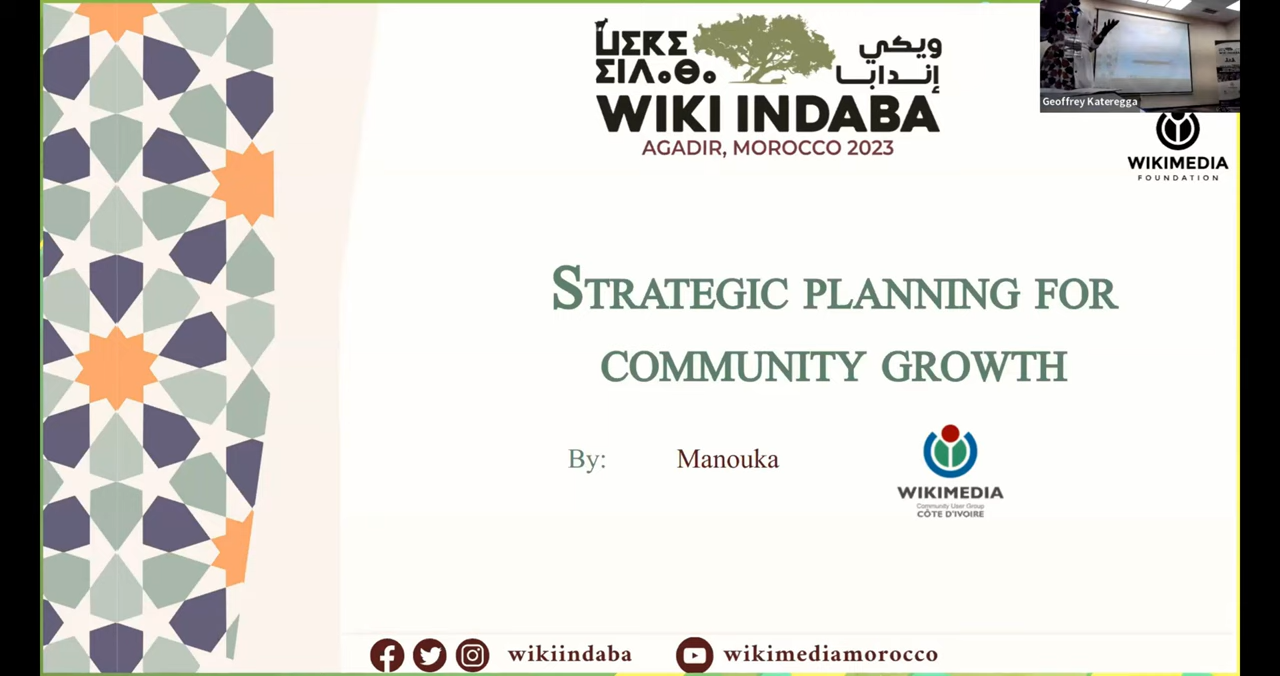 ⵡⵉⴽⵉ
ⵉⵏⴷⴰⴱⴰ
ويكي
إندابا
WIKI INDABA
AGADIR, MOROCCO 2023
Geoffrey Kateregga
WIKIMEDIA
FOUNDATION
STRATEGIC PLANNING FOR
COMMUNITY GROWTH
By: Manouka
WIKIMEDIA
Community User Group
CÔTE D'IVOIRE
wikiindaba
wikimediamorocco